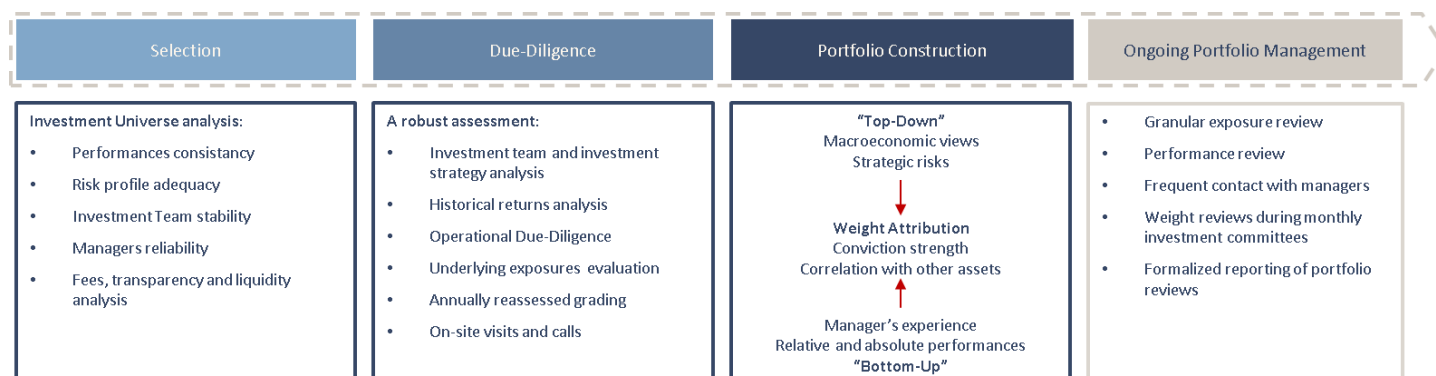 Selection
Due-Diligence
Portfolio Construction
Ongoing Portfolio Management
Investment Universe analysis:
• Performances consistancy
• Risk profile adequacy
• Investment Team stability
• Managers reliability
• Fees, transparency and liquidity
analysis
A robust assessment:
• Investment team and investment
strategy analysis
• Historical returns analysis
• Operational Due-Diligence
• Underlying exposures evaluation
• Annually reassessed grading
• On-site visits and calls
“Top-Down”
Macroeconomic views
Strategic risks
Weight Attribution
Conviction strength
Correlation with other assets
Manager’s experience
Relative and absolute performances
“Bottom-Up”
• Granular exposure review
• Performance review
• Frequent contact with managers
• Weight reviews during monthly
investment committees
• Formalized reporting of portfolio
reviews